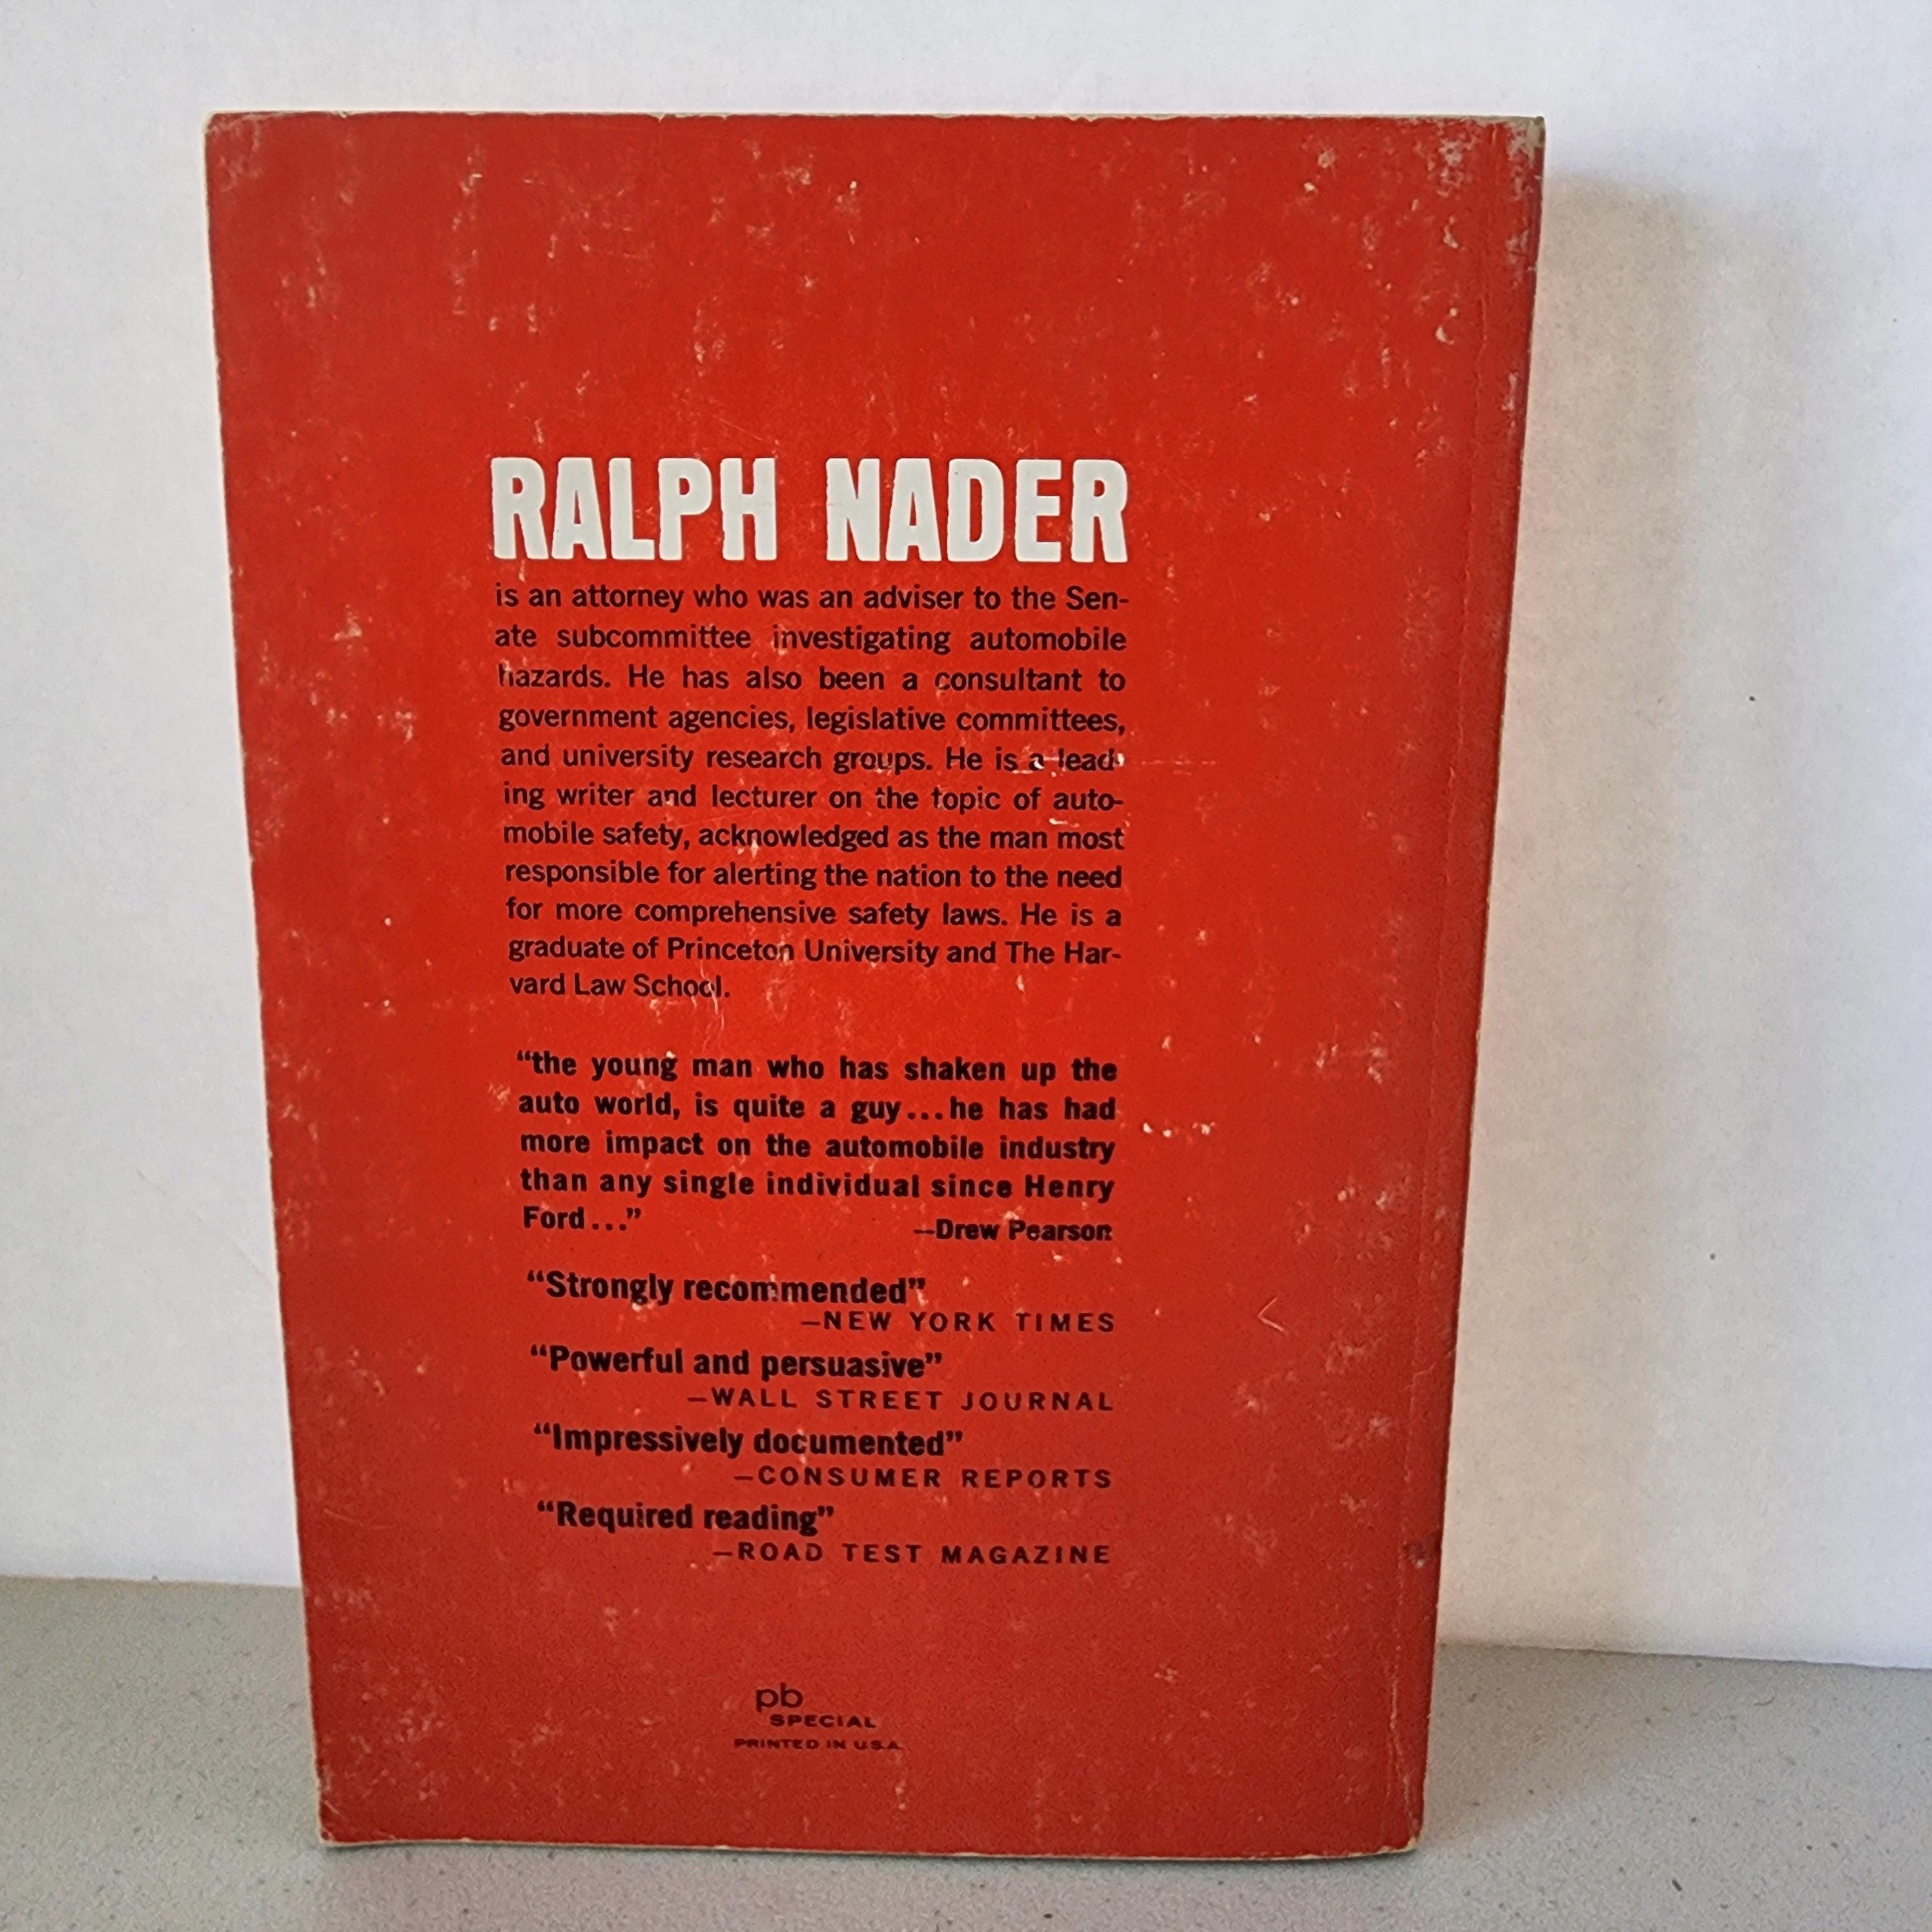 RALPH NADER
is an attorney who was an adviser to the Sen-
ate subcommittee investigating automobile
hazards. He has also been a consultant to
government agencies, legislative committees,
and university research groups. He is a lead-
ing writer and lecturer on the topic of auto-
mobile safety, acknowledged as the man most
responsible for alerting the nation to the need
for more comprehensive safety laws. He is a
graduate of Princeton University and The Har-
vard Law School.
“the young man who has shaken up the
auto world, is quite a guy...he has had
more impact on the automobile industry
than any single individual since Henry
Ford...” —Drew Pearson
“Strongly recommended”
—NEW YORK TIMES
“Powerful and persuasive”
—WALL STREET JOURNAL
“Impressively documented”
—CONSUMER REPORTS
“Required reading”
—ROAD TEST MAGAZINE
pb
SPECIAL
PRINTED IN U.S.A.